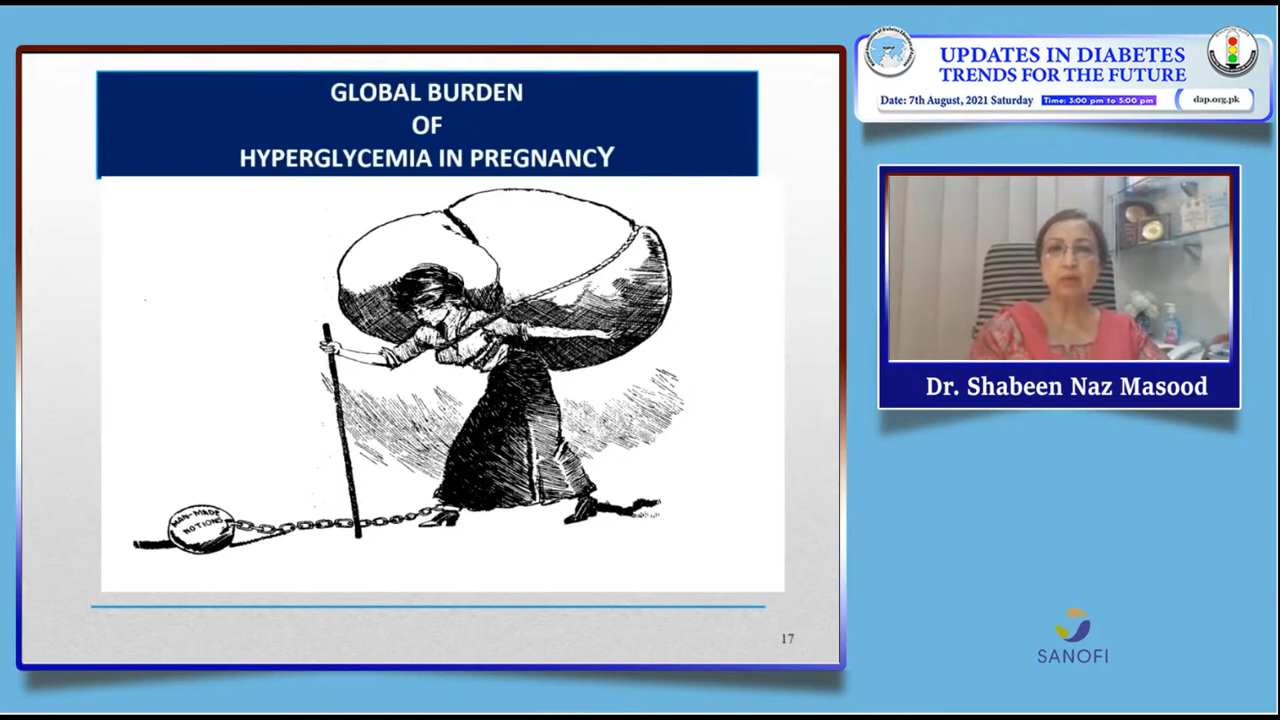 GLOBAL BURDEN
OF
HYPERGLYCEMIA IN PREGNANCY
MAN-MADE
NOTIONS
17
UPDATES IN DIABETES
TRENDS FOR THE FUTURE
Date: 7th August, 2021 Saturday
Time: 3:00 pm to 5:00 pm
dap.org.pk
Dr. Shabeen Naz Masood
SANOFI